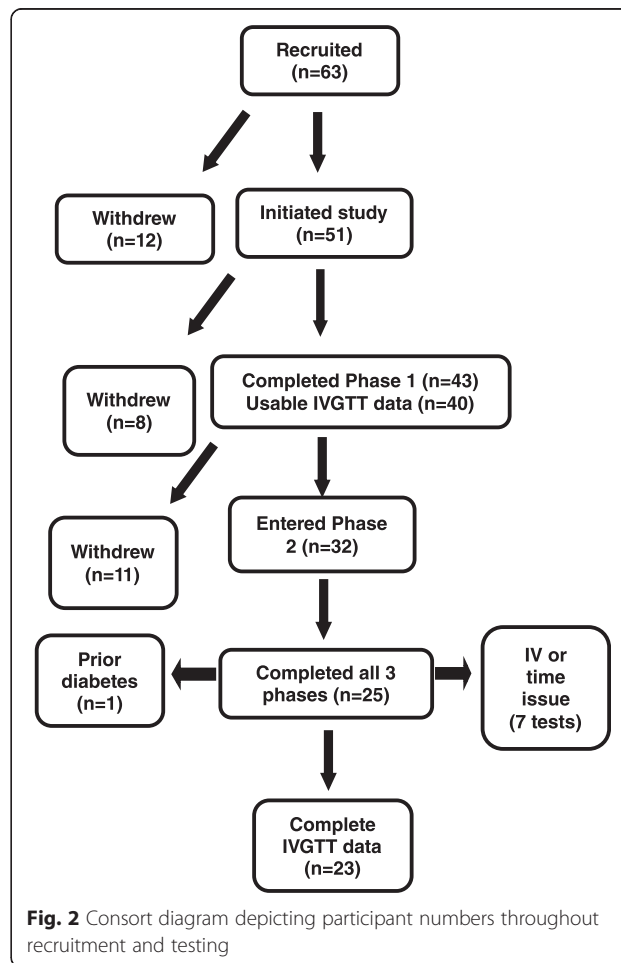 Recruited
(n=63)
Withdrew
(n=12)
Initiated study
(n=51)
Withdrew
(n=8)
Completed Phase 1 (n=43)
Usable IVGTT data (n=40)
Withdrew
(n=11)
Entered Phase
2 (n=32)
Prior
diabetes
(n=1)
Completed all 3
phases (n=25)
IV or
time
issue
(7 tests)
Complete
IVGTT data
(n=23)
Fig. 2 Consort diagram depicting participant numbers throughout
recruitment and testing